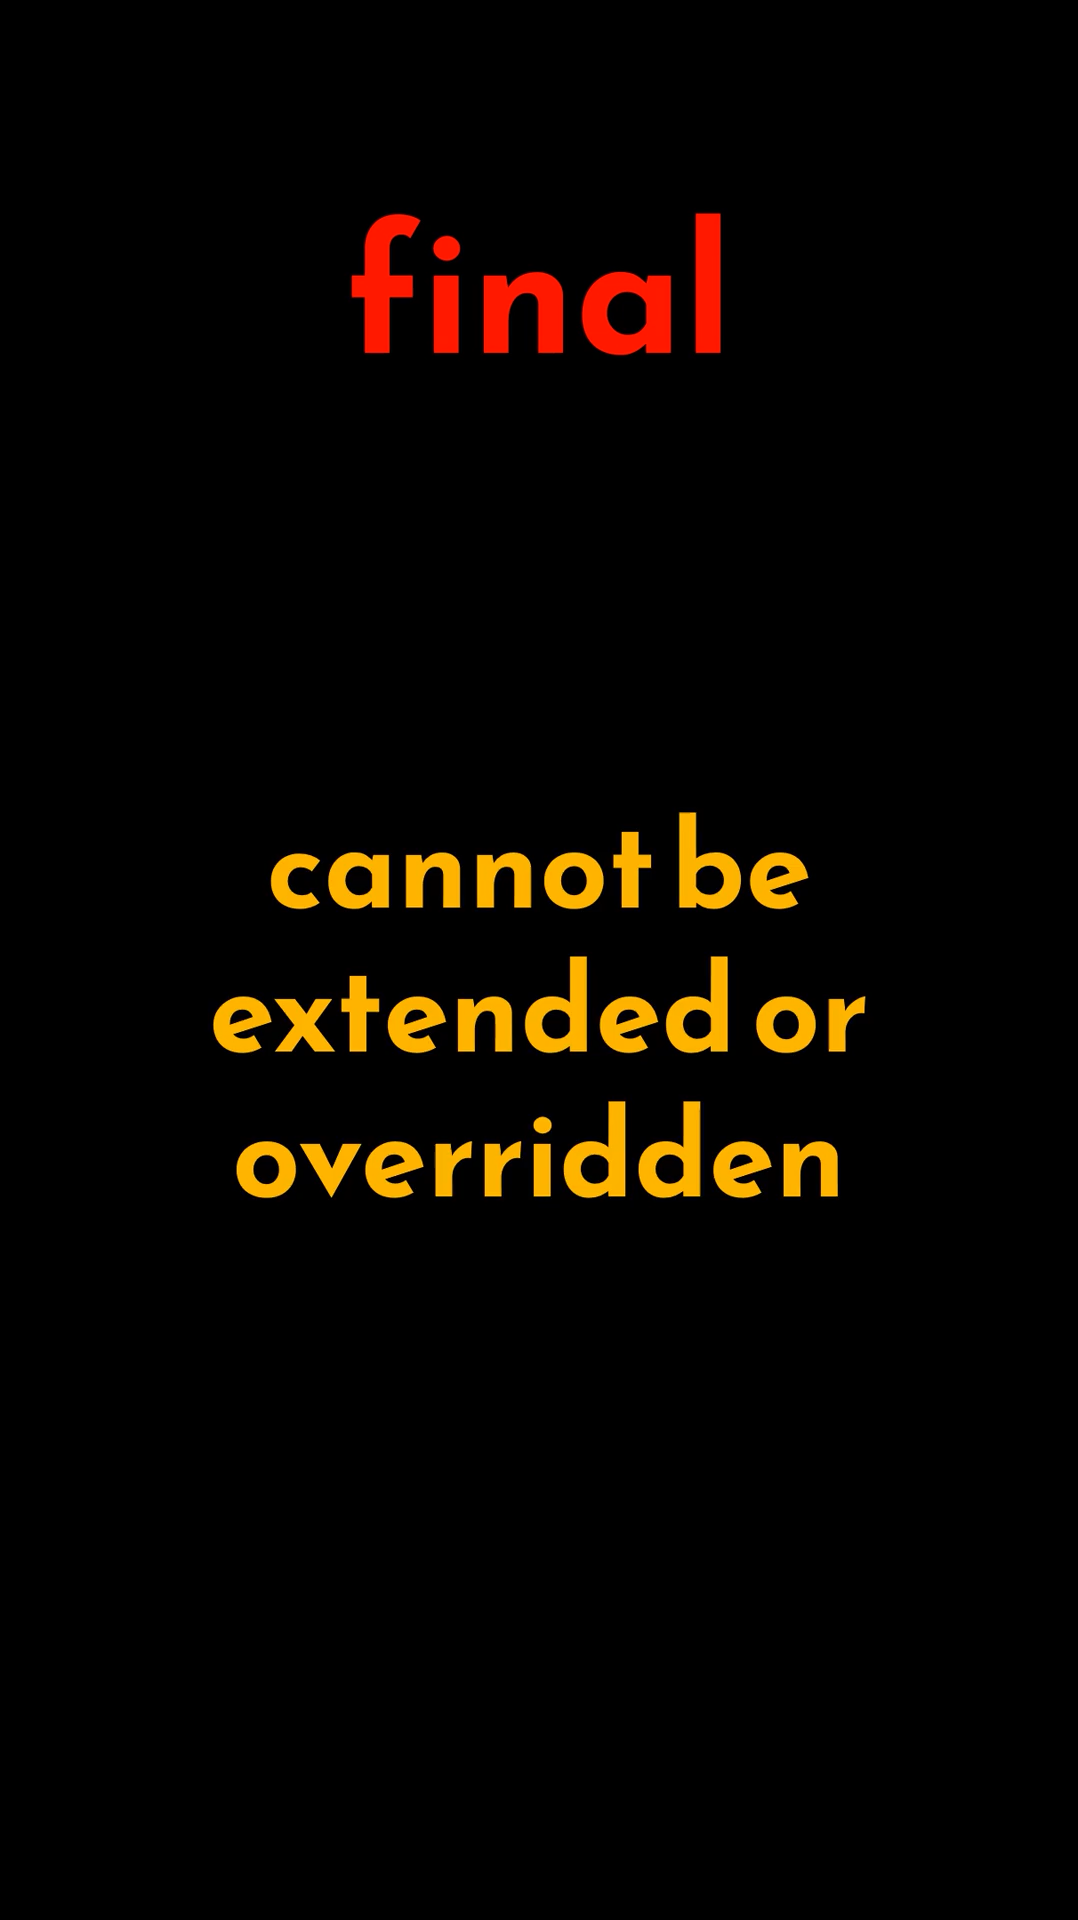 final
cannot be
extended or
overridden